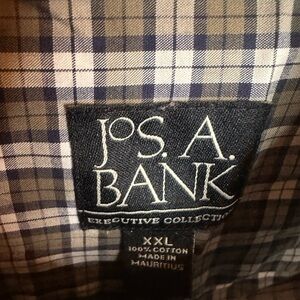 JoS. A.
BANK
EXECUTIVE COLLECTION
XXL
100% COTTON
MADE IN
MAURITIUS